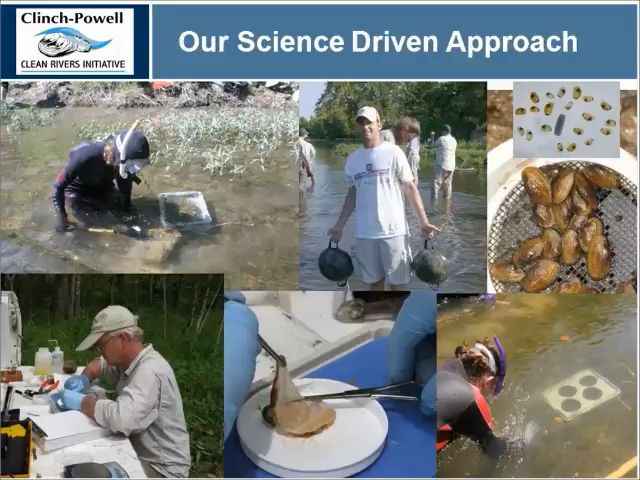 Clinch-Powell
CLEAN RIVERS INITIATIVE
Our Science Driven Approach